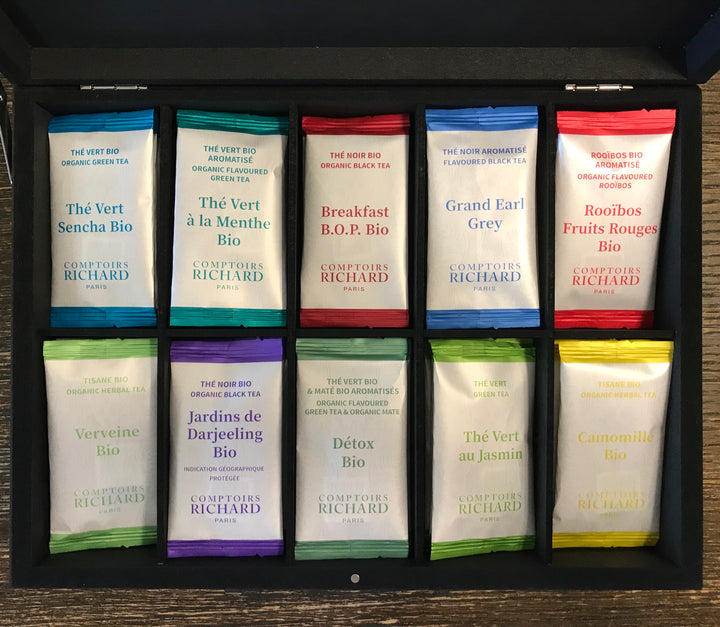 THÉ VERT BIO
ORGANIC GREEN TEA
Thé Vert
Sencha Bio
COMPTOIRS
RICHARD
PARIS
THÉ VERT BIO
AROMATISÉ
ORGANIC FLAVOURED
GREEN TEA
Thé Vert
à la Menthe
Bio
COMPTOIRS
RICHARD
PARIS
THÉ NOIR BIO
ORGANIC BLACK TEA
Breakfast
B.O.P. Bio
COMPTOIRS
RICHARD
PARIS
THÉ NOIR AROMATISÉ
FLAVOURED BLACK TEA
Grand Earl
Grey
COMPTOIRS
RICHARD
PARIS
ROOÏBOS BIO
AROMATISÉ
ORGANIC FLAVOURED
ROOÏBOS
Rooïbos
Fruits Rouges
Bio
COMPTOIRS
RICHARD
PARIS
TISANE BIO
ORGANIC HERBAL TEA
Verveine
Bio
COMPTOIRS
RICHARD
PARIS
THÉ NOIR BIO
ORGANIC BLACK TEA
Jardins de
Darjeeling
Bio
INDICATION GÉOGRAPHIQUE
PROTÉGÉE
COMPTOIRS
RICHARD
PARIS
THÉ VERT BIO
& MATÉ BIO AROMATISÉS
ORGANIC FLAVOURED
GREEN TEA & ORGANIC MATE
Détox
Bio
COMPTOIRS
RICHARD
PARIS
THÉ VERT
GREEN TEA
Thé Vert
au Jasmin
COMPTOIRS
RICHARD
PARIS
TISANE BIO
ORGANIC HERBAL TEA
Camomille
Bio
COMPTOIRS
RICHARD
PARIS